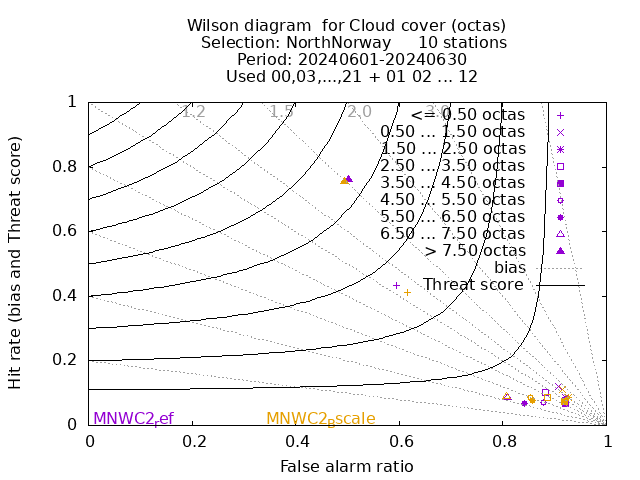 Wilson diagram  for Cloud cover (octas)
Selection: NorthNorway     10 stations
Period: 20240601-20240630
Used 00,03,...,21 + 01 02 ... 12
1.2 1.5 2.0 3.0
<= 0.50 octas
0.50 ... 1.50 octas
1.50 ... 2.50 octas
2.50 ... 3.50 octas
3.50 ... 4.50 octas
4.50 ... 5.50 octas
5.50 ... 6.50 octas
6.50 ... 7.50 octas
> 7.50 octas
bias
Threat score
Hit rate (bias and Threat score)
1
0.8
0.6
0.4
0.2
0
MNWC2ref MNWC2Bscale
0 0.2 0.4 0.6 0.8 1
False alarm ratio